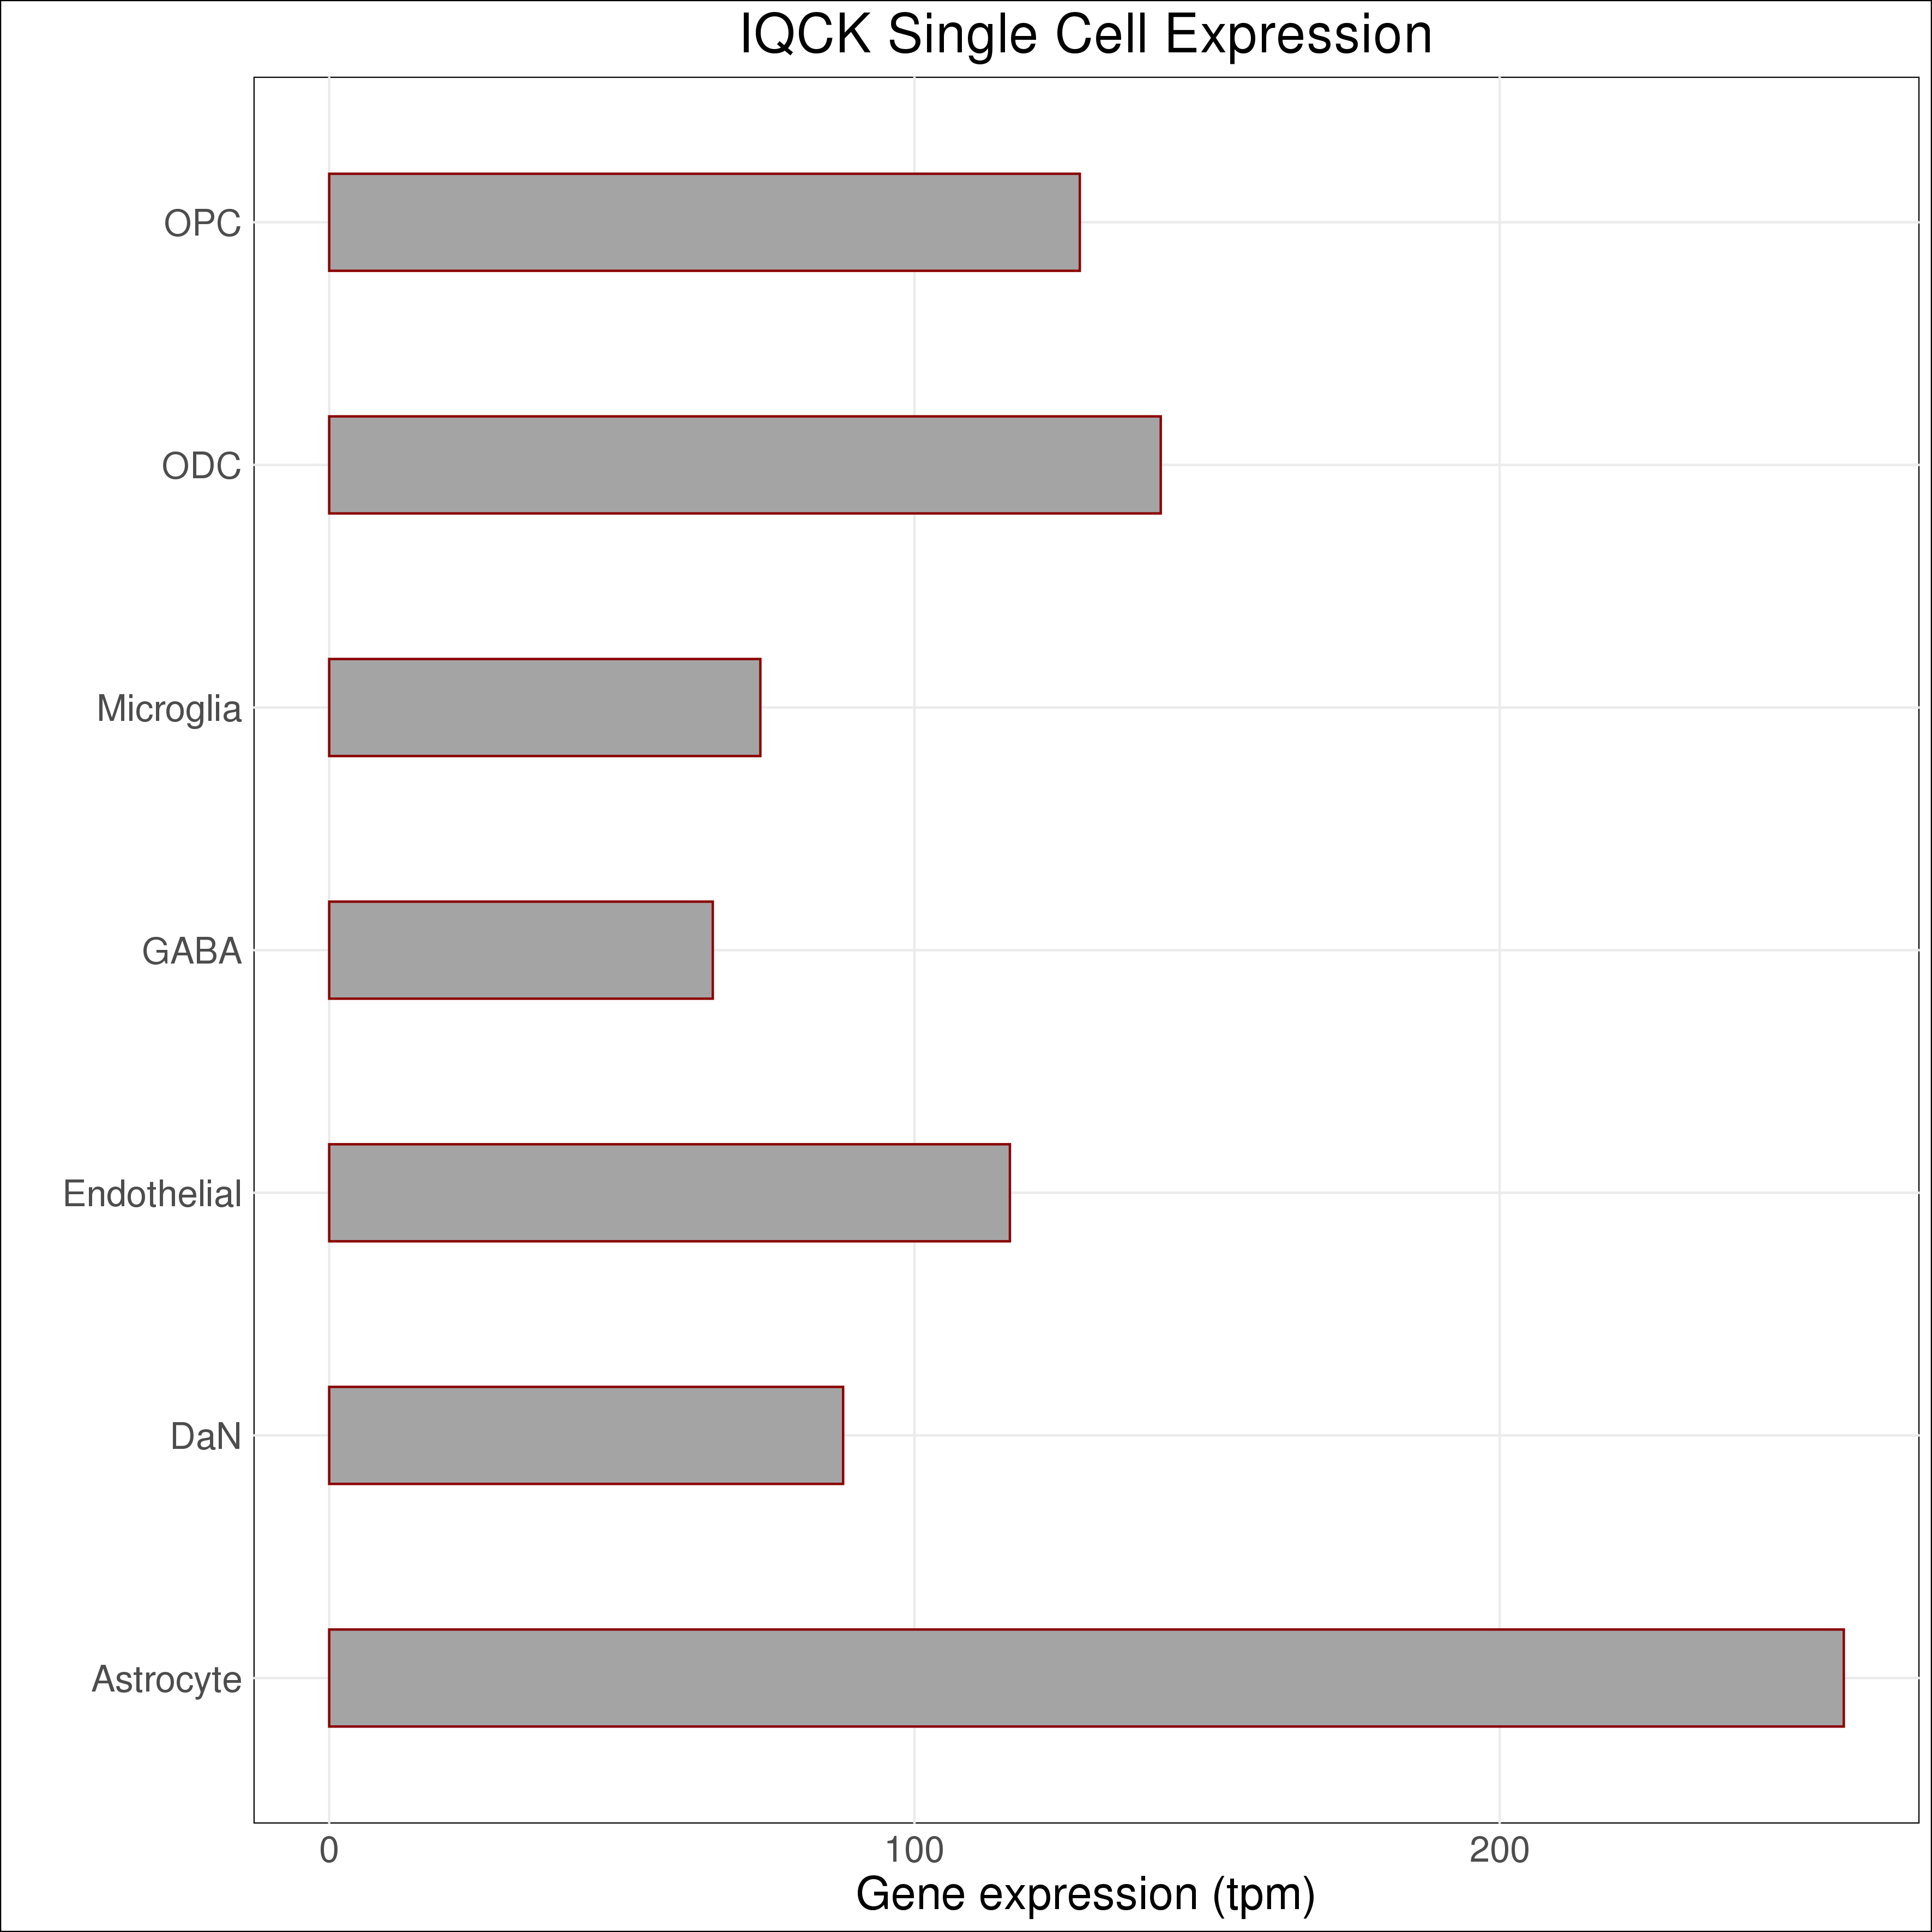 IQCK Single Cell Expression
OPC
ODC
Microglia
GABA
Endothelial
DaN
Astrocyte
0 100 200
Gene expression (tpm)